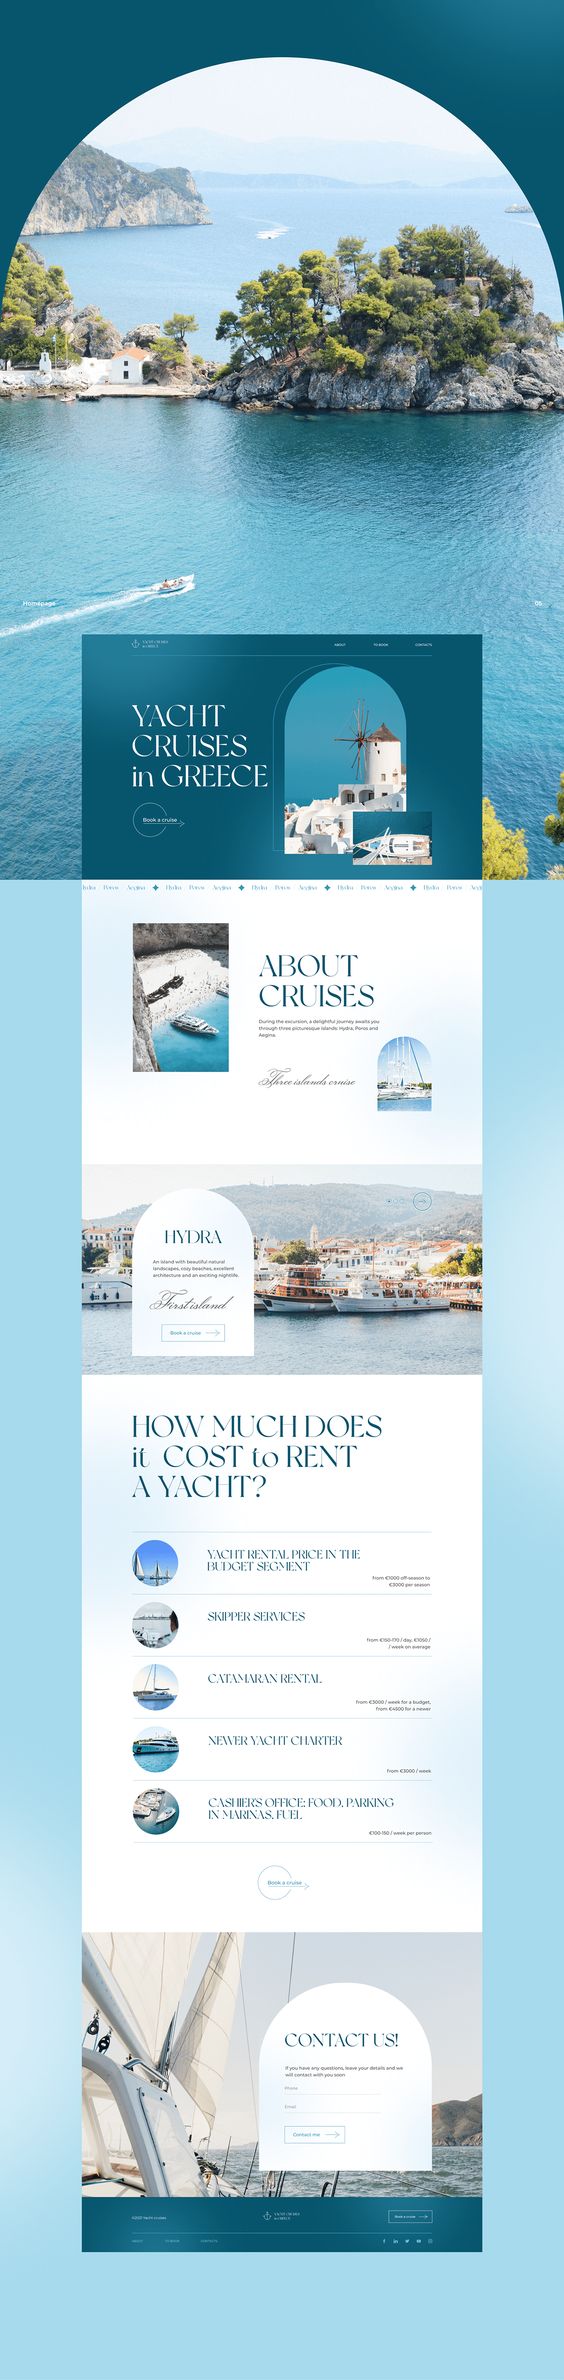 Homepage
05
YACHT CRUISES
in GREECE
ABOUT
TO BOOK
CONTACTS
YACHT
CRUISES
in GREECE
Book a cruise
Hydra Poros Aegina Hydra Poros Aegina Hydra Poros Aegina Hydra Poros Aegina Hydra Poros
ABOUT
CRUISES
During the excursion, a delightful journey awaits you
through three picturesque islands: Hydra, Poros and
Aegina.
Three islands cruise
HYDRA
An island with beautiful natural
landscapes, cozy beaches, excellent
architecture and an exciting nightlife.
First island
Book a cruise
HOW MUCH DOES
it COST to RENT
A YACHT?
YACHT RENTAL PRICE IN THE
BUDGET SEGMENT
from €1000 off-season to
€3000 per season
SKIPPER SERVICES
from €150-170 / day, €1050 /
/ week on average
CATAMARAN RENTAL
from €3000 / week for a budget,
from €4500 for a newer
NEWER YACHT CHARTER
from €3000 / week
CASHIER'S OFFICE: FOOD, PARKING
IN MARINAS, FUEL
€100-150 / week per person
Book a cruise
CONTACT US!
If you have any questions, leave your details and we
will contact with you soon
Phone
Email
Contact me
Yacht cruises
YACHT CRUISES
in GREECE
Book a cruise
ABOUT
TO BOOK
CONTACTS